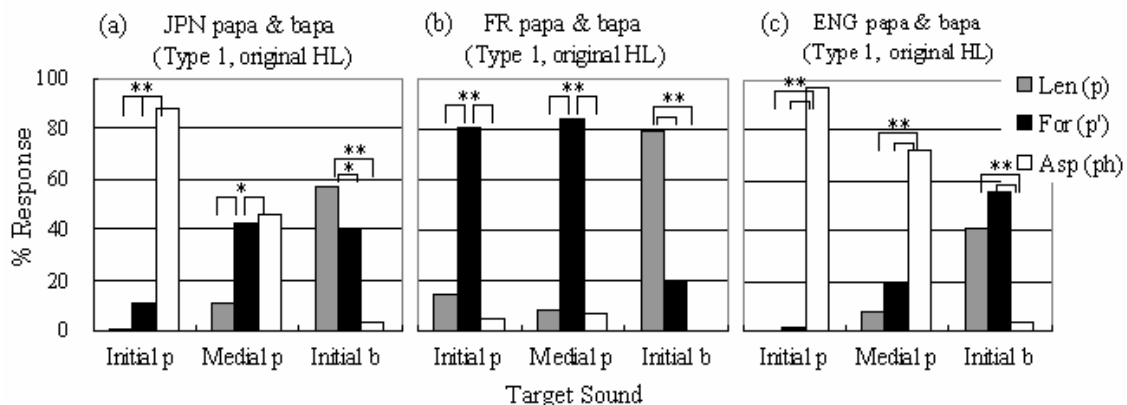 (a) JPN papa & bapa
(Type 1, original HL)
(b) FR papa & bapa
(Type 1, original HL)
(c) ENG papa & bapa
(Type 1, original HL)
% Response
100
80
60
40
20
0
** * ** *
** ** **
** ** **
Len (p)
For (p')
Asp (ph)
Initial p Medial p Initial b
Initial p Medial p Initial b
Initial p Medial p Initial b
Target Sound